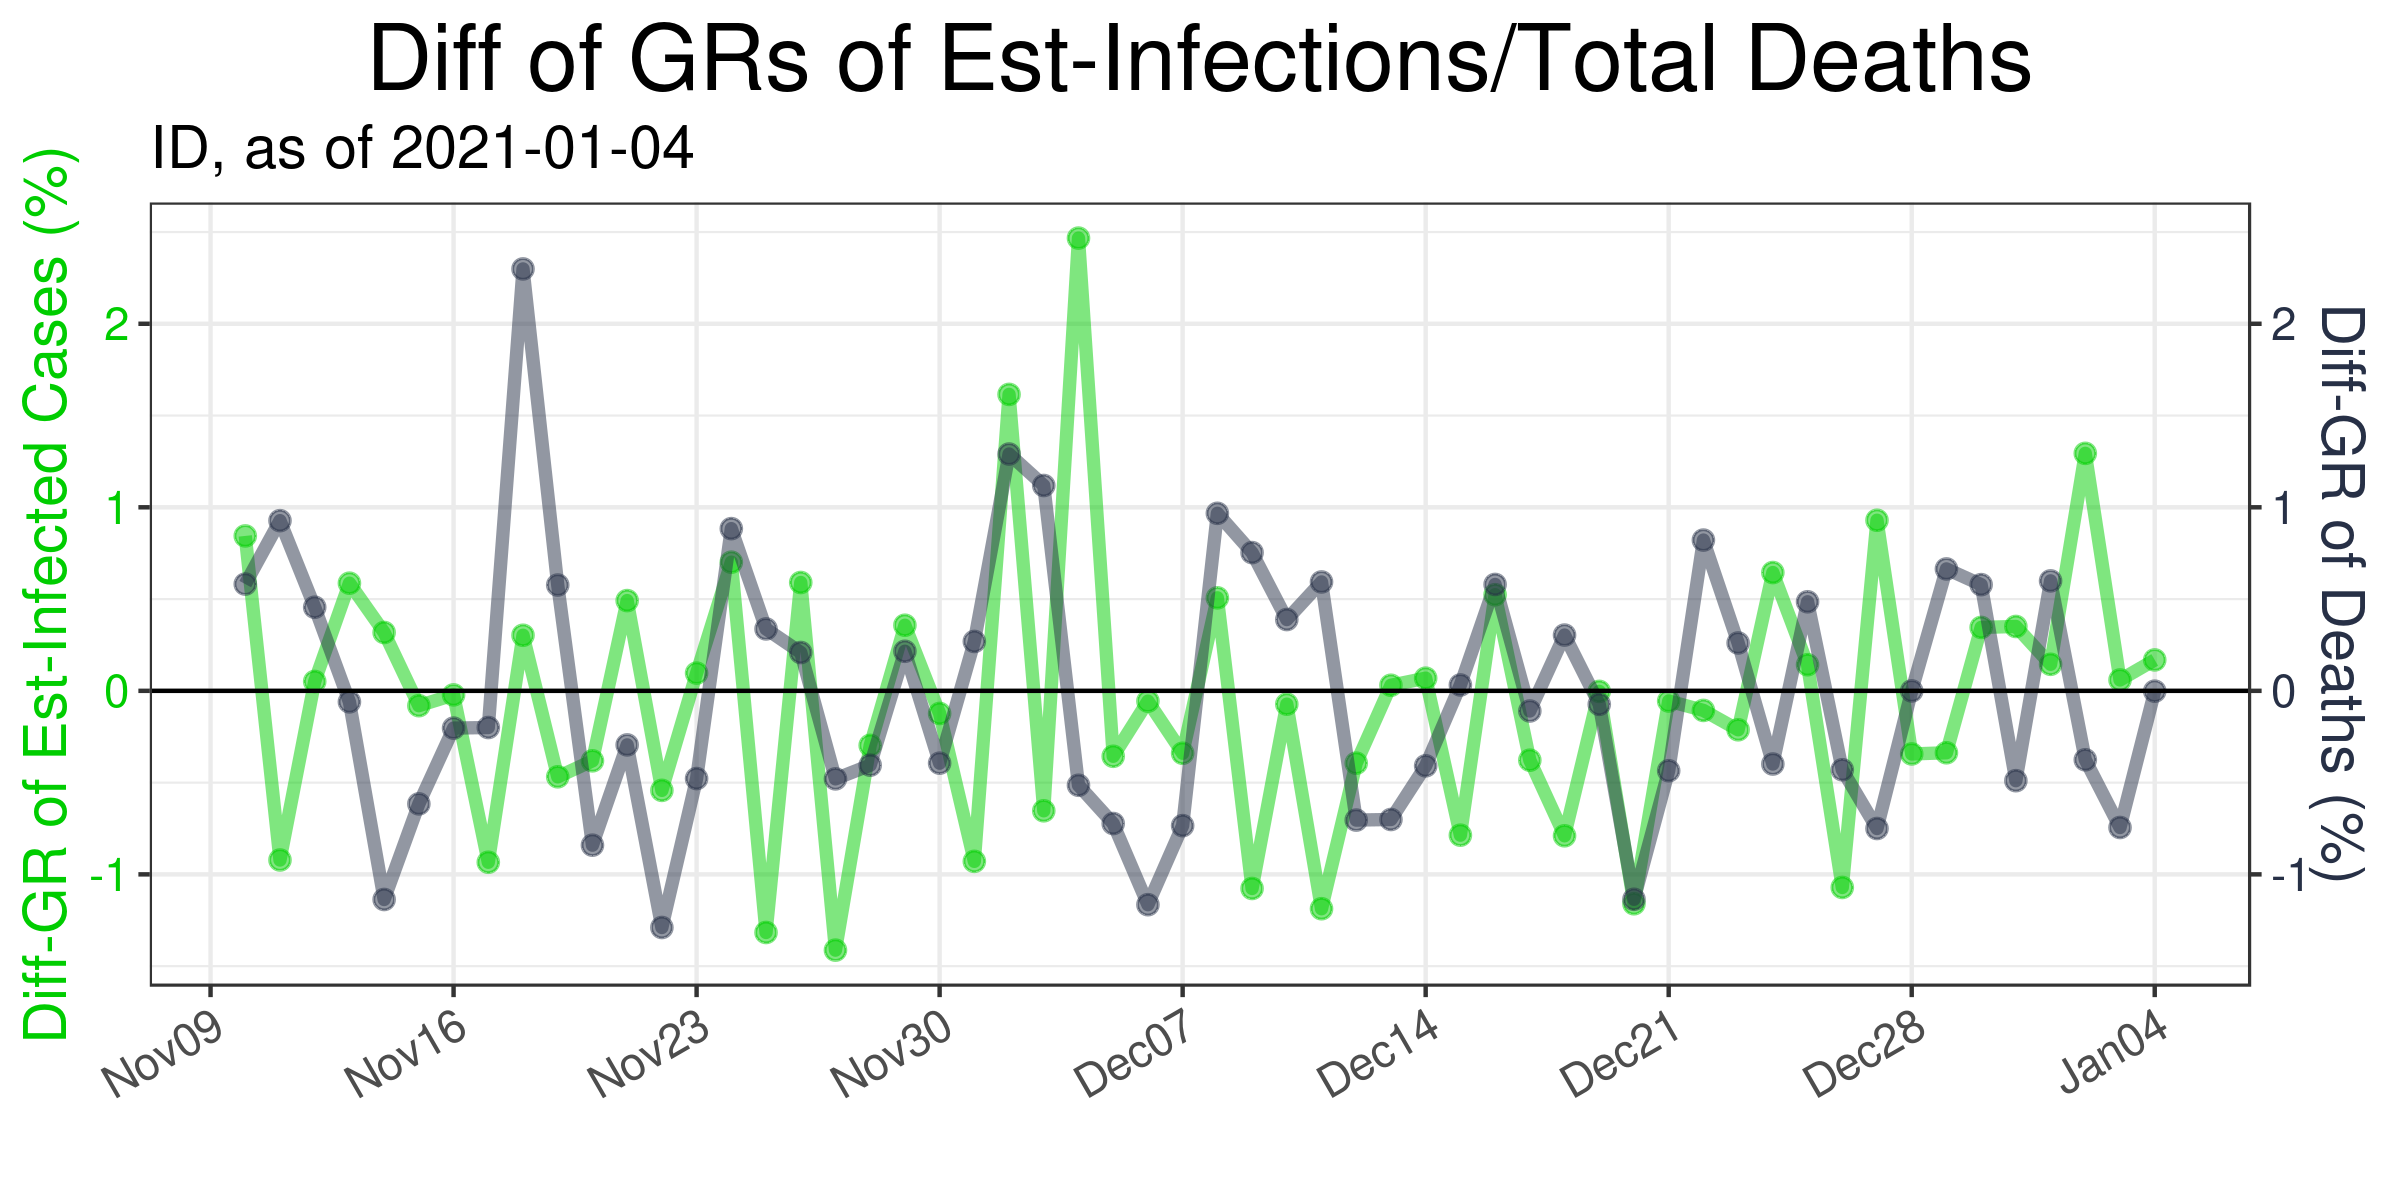 Diff of GRs of Est-Infections/Total Deaths
ID, as of 2021-01-04
Diff-GR of Est-Infected Cases (%)
2
1
0
-1
2
1
0
-1
Diff-GR of Deaths (%)
Nov09
Nov16
Nov23
Nov30
Dec07
Dec14
Dec21
Dec28
Jan04